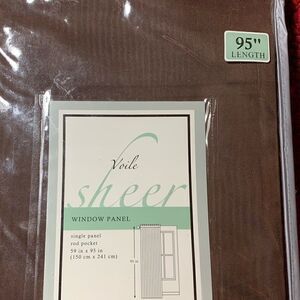 95"
LENGTH
Voile
sheer
WINDOW PANEL
single panel
rod pocket
59 in x 95 in
(150 cm x 241 cm)